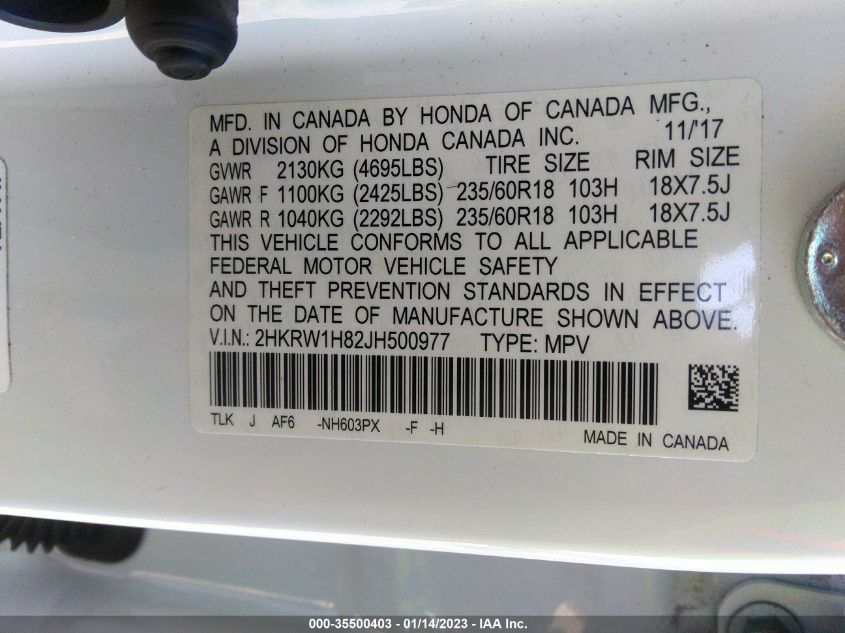 MFD. IN CANADA BY HONDA OF CANADA MFG.,
A DIVISION OF HONDA CANADA INC. 11/'17
GVWR 2130KG (4695LBS) TIRE SIZE RIM SIZE
GAWR F 1100KG (2425LBS) 235/60R18 103H 18X7.5J
GAWR R 1040KG (2292LBS) 235/60R18 103H 18X7.5J
THIS VEHICLE CONFORMS TO ALL APPLICABLE
FEDERAL MOTOR VEHICLE SAFETY
AND THEFT PREVENTION STANDARDS IN EFFECT
ON THE DATE OF MANUFACTURE SHOWN ABOVE.
V.I.N.: 2HKRW1H82JH500977 TYPE: MPV
TLK J AF6 -NH603PX -F -H
MADE IN CANADA
000-35500403 - 01/14/2023 - IAA Inc.